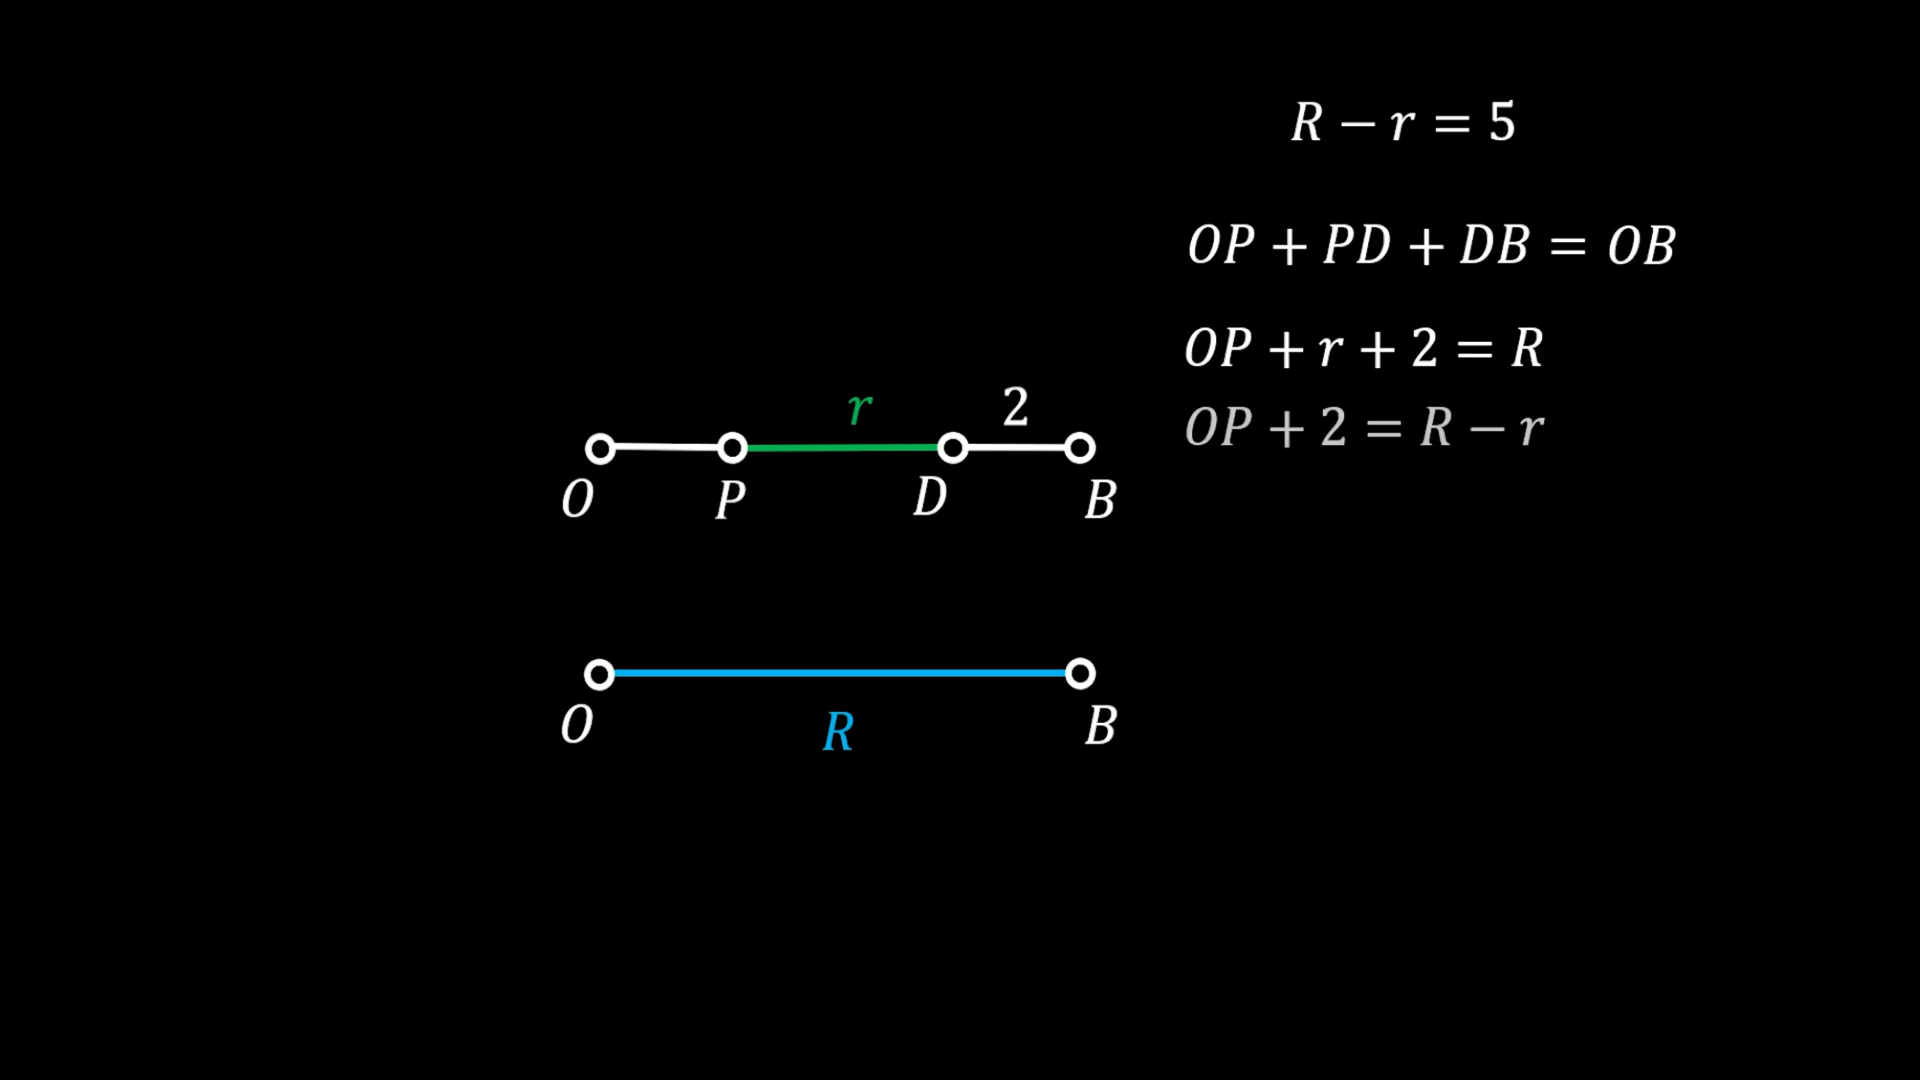 R − r = 5
OP + PD + DB = OB
OP + r + 2 = R
OP + 2 = R − r
r 2
O P D B
O R B